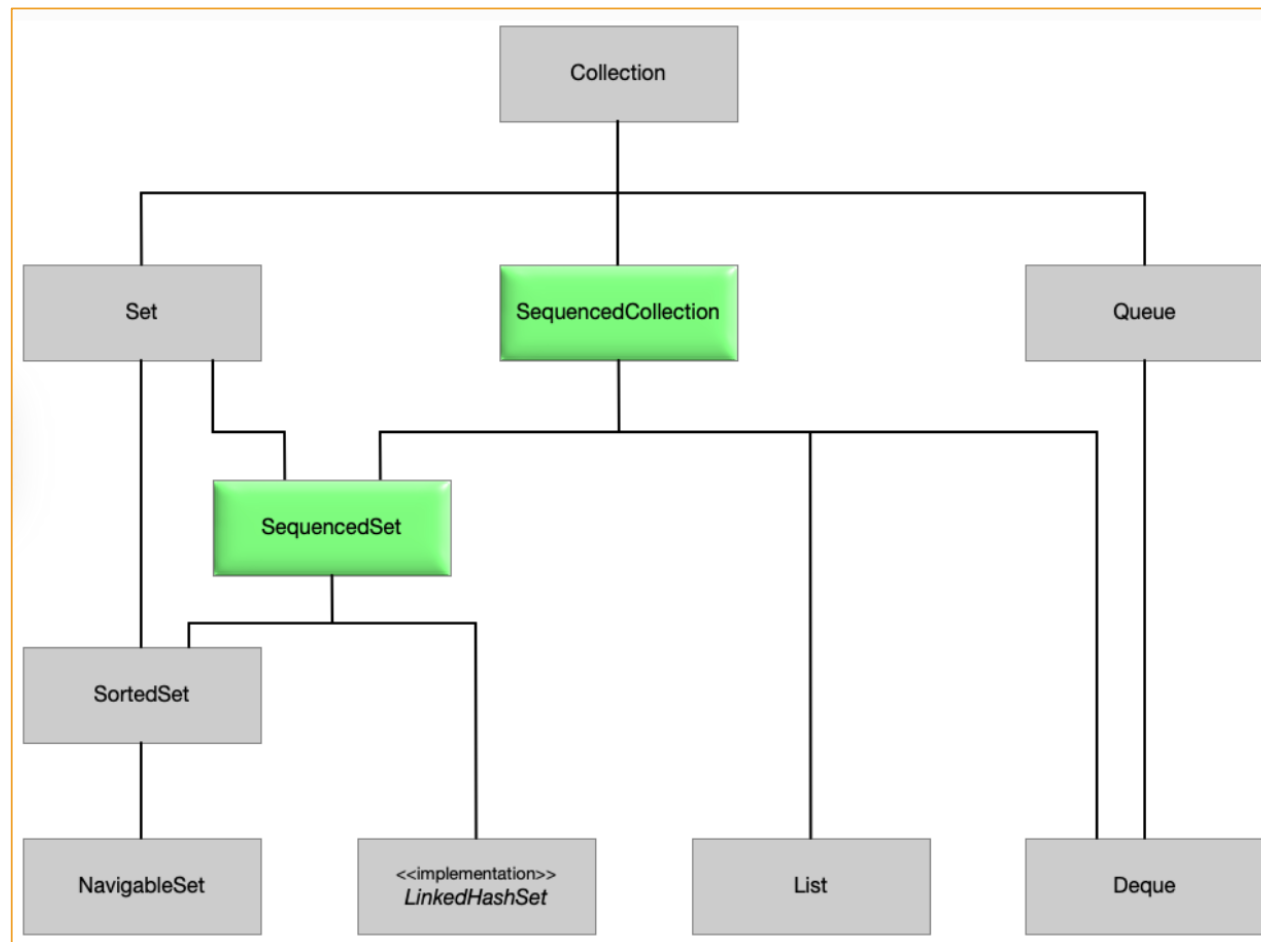 Collection
Set
SequencedCollection
Queue
SequencedSet
SortedSet
NavigableSet
<<implementation>>
LinkedHashSet
List
Deque